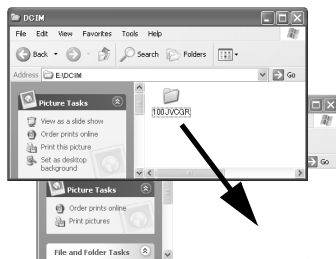 DCIM
File Edit View Favorites Tools Help
Back Search Folders
Address E:\DCIM Go
Picture Tasks
View as a slide show
Order prints online
Print this picture
Set as desktop
background
100JVCGR
Go
Picture Tasks
Order prints online
Print pictures
File and Folder Tasks